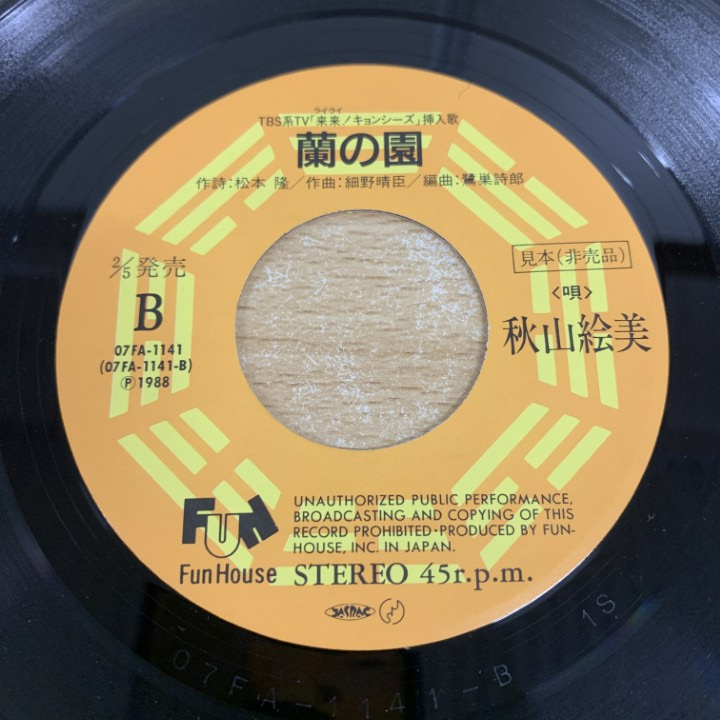 ライライ
TBS系TV「来来!キョンシーズ」挿入歌
蘭の園
作詩:松本 隆/作曲:細野晴臣/編曲:鷺巣詩郎
2/5発売
見本(非売品)
B
〈唄〉
秋山絵美
07FA-1141
(07FA-1141-B)
Ⓟ1988
FUN
Fun House
UNAUTHORIZED PUBLIC PERFORMANCE,
BROADCASTING AND COPYING OF THIS
RECORD PROHIBITED・PRODUCED BY FUN-
HOUSE, INC. IN JAPAN.
STEREO 45r.p.m.
JASRAC
07FA-1141-B 1S